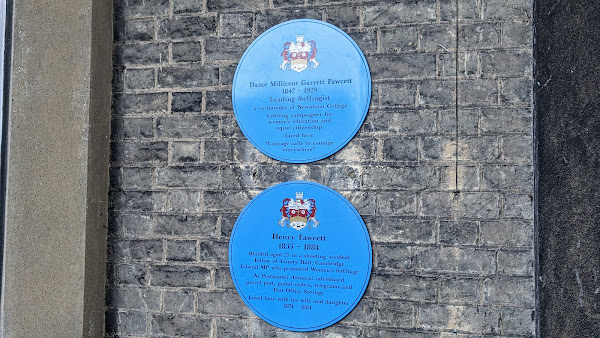 Dame Millicent Garrett Fawcett
1847 - 1929
Leading Suffragist
co-founder of Newnham College
Lifelong campaigner for
women's education and
equal citizenship
Lived here
"Courage calls to courage
everywhere"
Henry Fawcett
1833 - 1884
Blinded aged 25 in a shooting accident
Fellow of Trinity Hall, Cambridge
Liberal MP who promoted Women's Suffrage
As Postmaster General introduced
parcel post, postal orders, telegrams and
Post Office Savings
Lived here with his wife and daughter
1874 - 1884